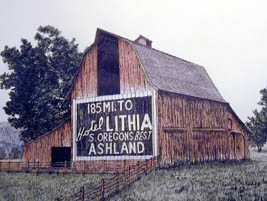 185 MI. TO
Hotel LITHIA
S. OREGONS BEST
ASHLAND